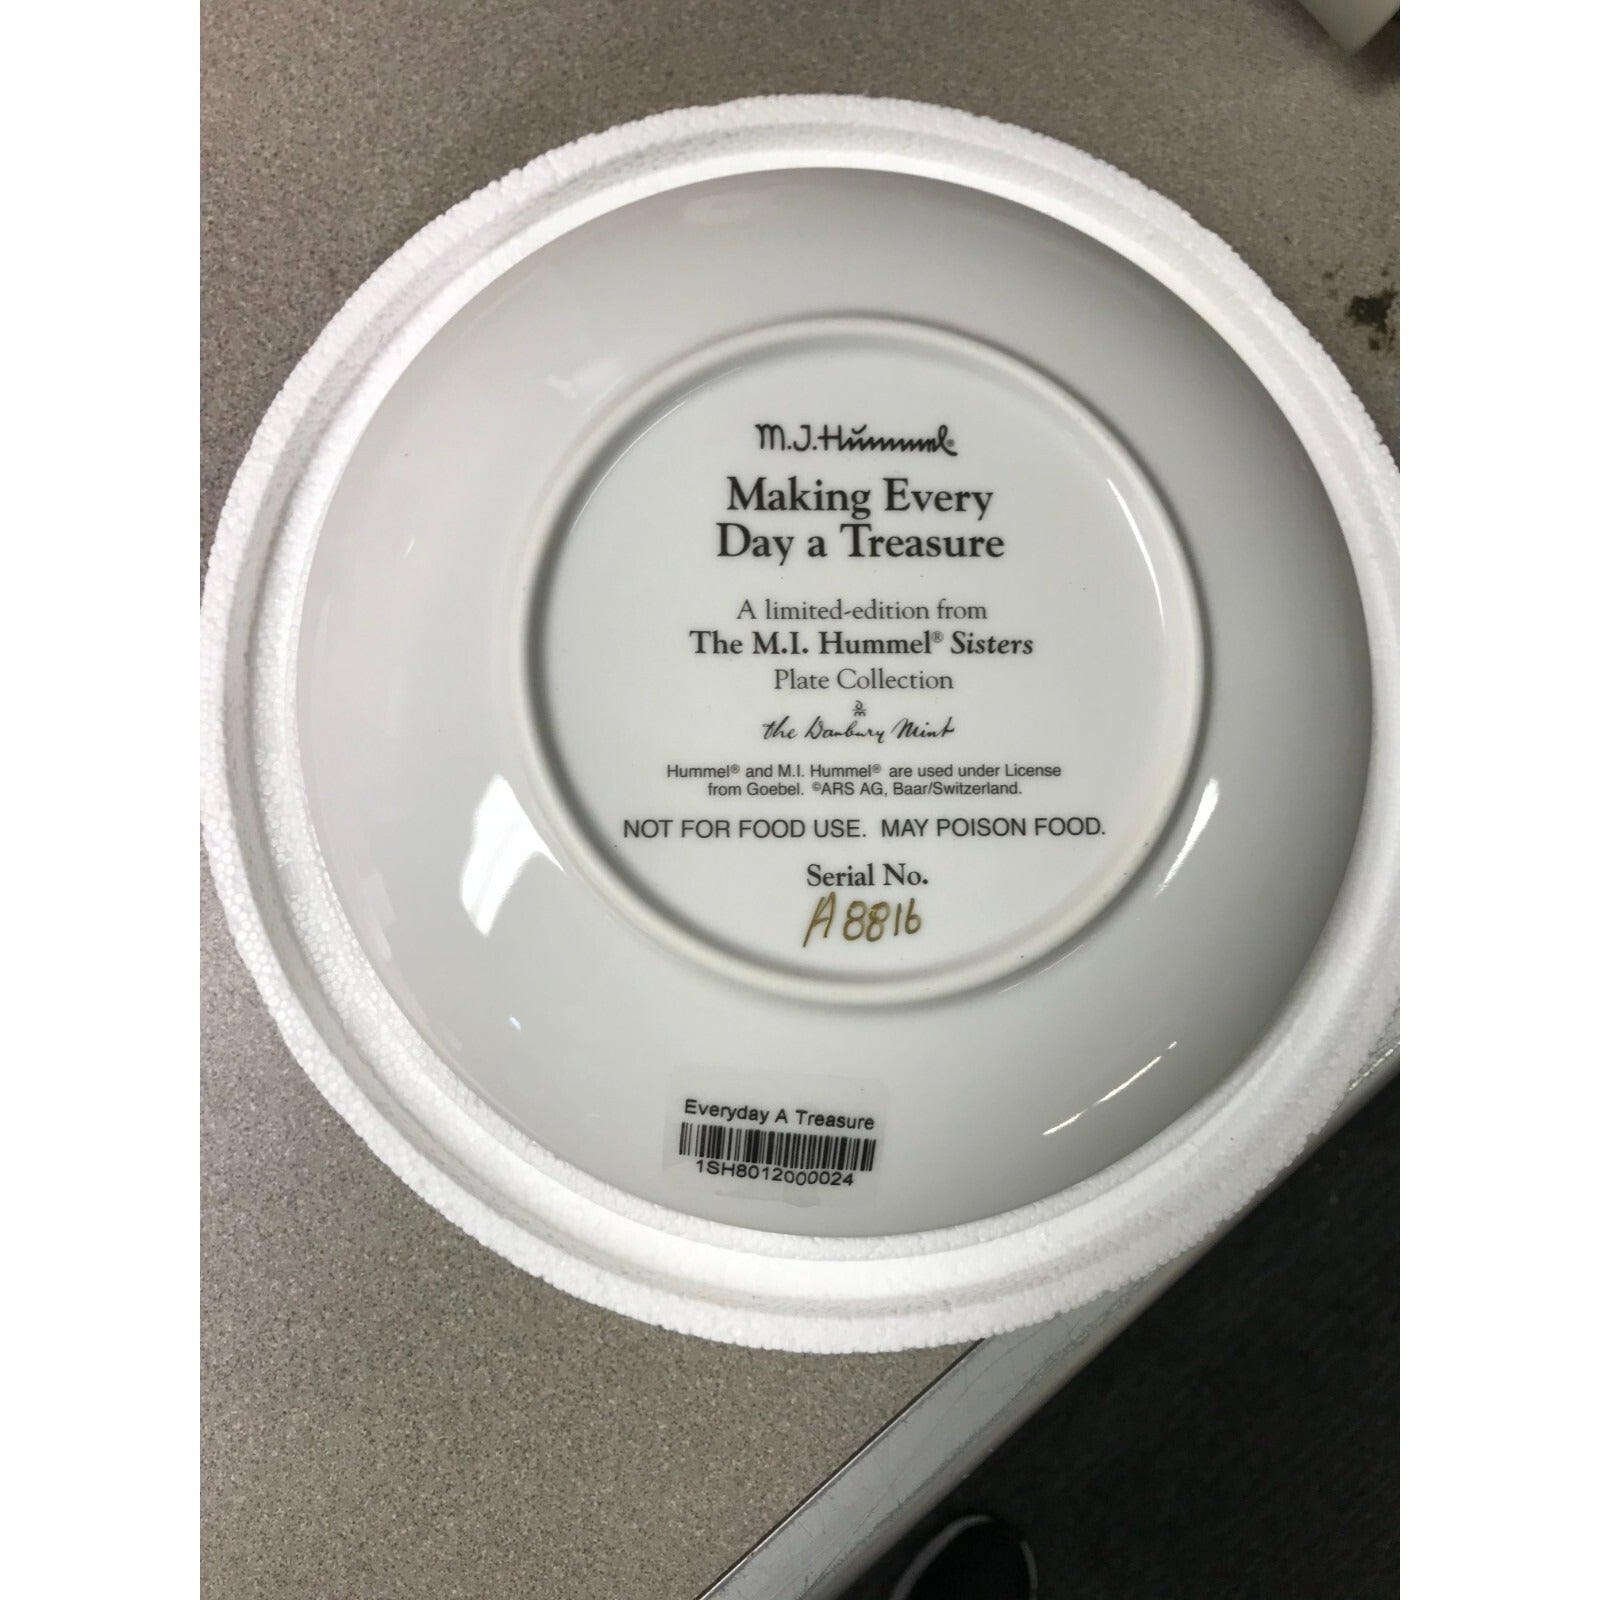 M.J.Hummel®
Making Every
Day a Treasure
A limited-edition from
The M.I. Hummel® Sisters
Plate Collection
the Danbury Mint
Hummel® and M.I. Hummel® are used under License
from Goebel. ©ARS AG, Baar/Switzerland.
NOT FOR FOOD USE. MAY POISON FOOD.
Serial No.
A8816
Everyday A Treasure
1SH8012000024